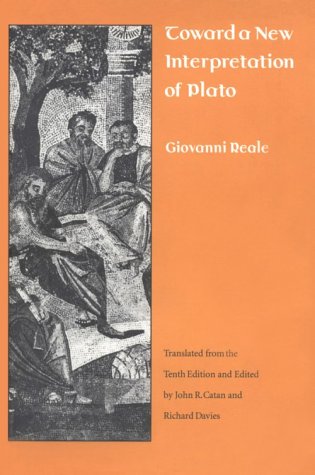 Toward a New
Interpretation
of Plato
Giovanni Reale
Translated from the
Tenth Edition and Edited
by John R. Catan and
Richard Davies